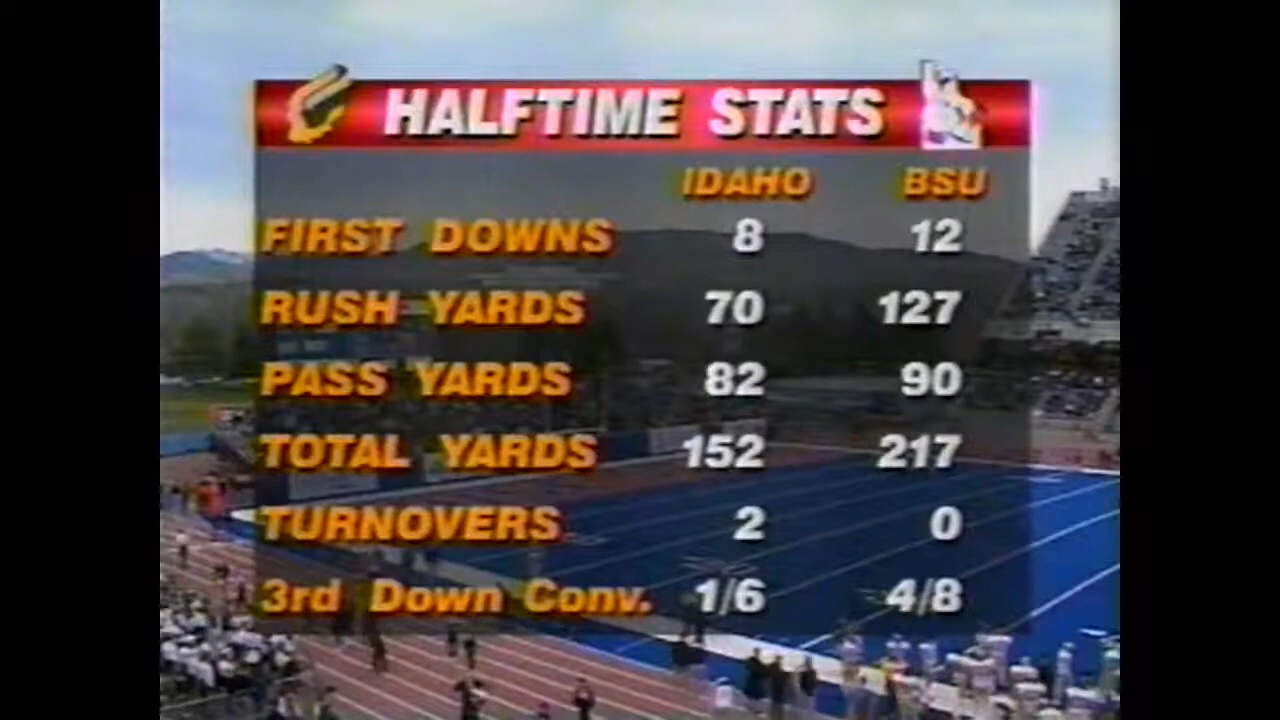 HALFTIME STATS
IDAHO BSU
FIRST DOWNS 8 12
RUSH YARDS 70 127
PASS YARDS 82 90
TOTAL YARDS 152 217
TURNOVERS 2 0
3rd Down Conv. 1/6 4/8